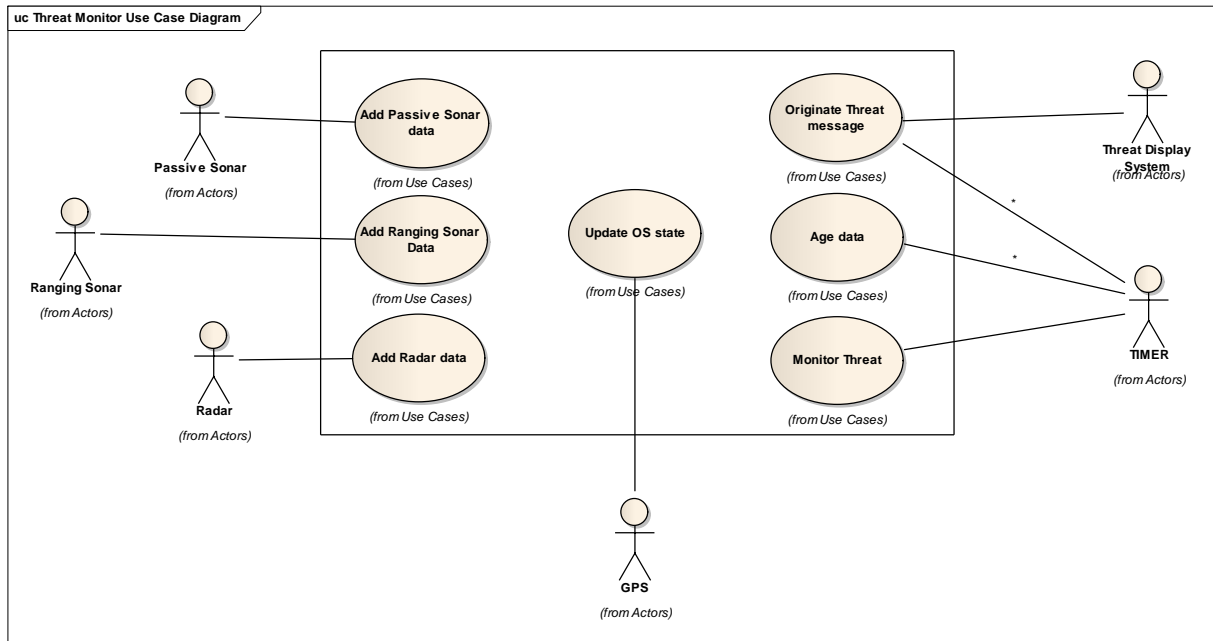 uc Threat Monitor Use Case Diagram
Passive Sonar
(from Actors)
Add Passive Sonar
data
(from Use Cases)
Originate Threat
message
(from Use Cases)
Threat Display
System
(from Actors)
Ranging Sonar
(from Actors)
Add Ranging Sonar
Data
(from Use Cases)
Update OS state
(from Use Cases)
*
Age data
(from Use Cases)
*
TIMER
(from Actors)
Radar
(from Actors)
Add Radar data
(from Use Cases)
Monitor Threat
(from Use Cases)
GPS
(from Actors)